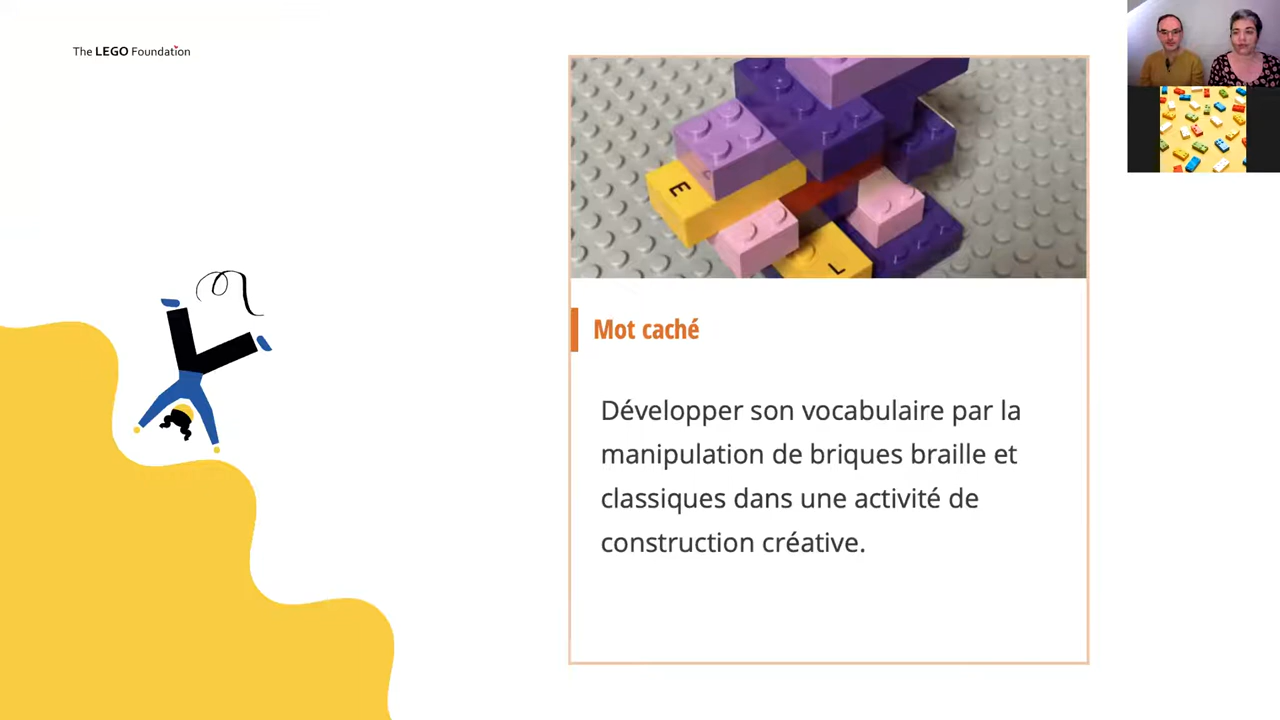 The LEGO Foundation
E
L
Mot caché
Développer son vocabulaire par la
manipulation de briques braille et
classiques dans une activité de
construction créative.